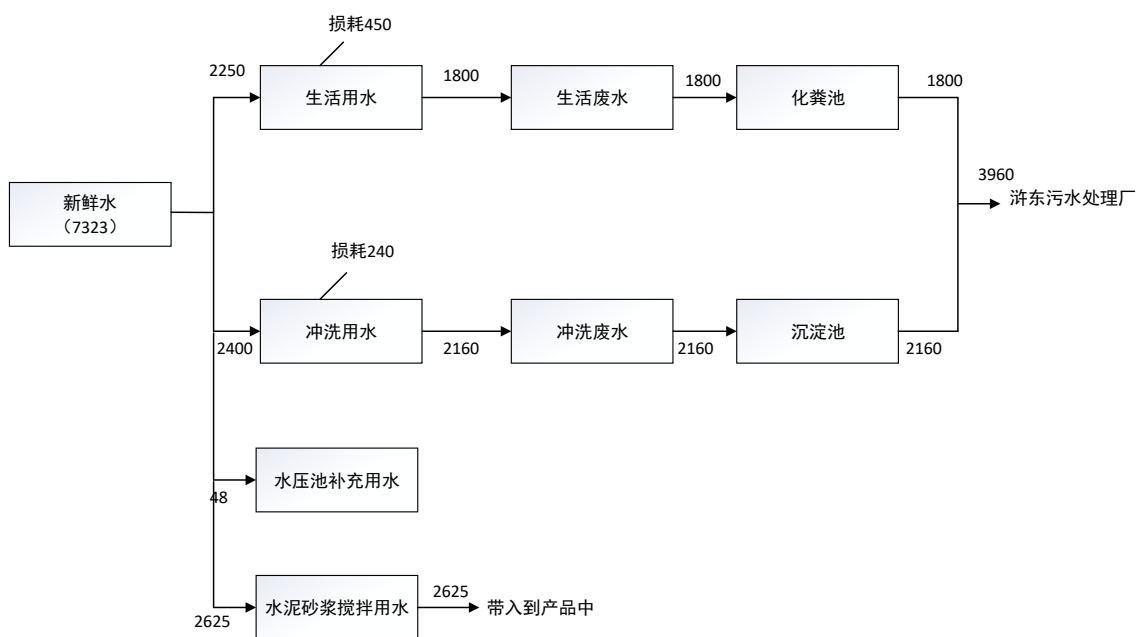 损耗450
2250
生活用水
1800
生活废水
1800
化粪池
1800
新鲜水
（7323）
3960
浒东污水处理厂
损耗240
2400
冲洗用水
2160
冲洗废水
2160
沉淀池
2160
48
水压池补充用水
2625
水泥砂浆搅拌用水
2625
带入到产品中